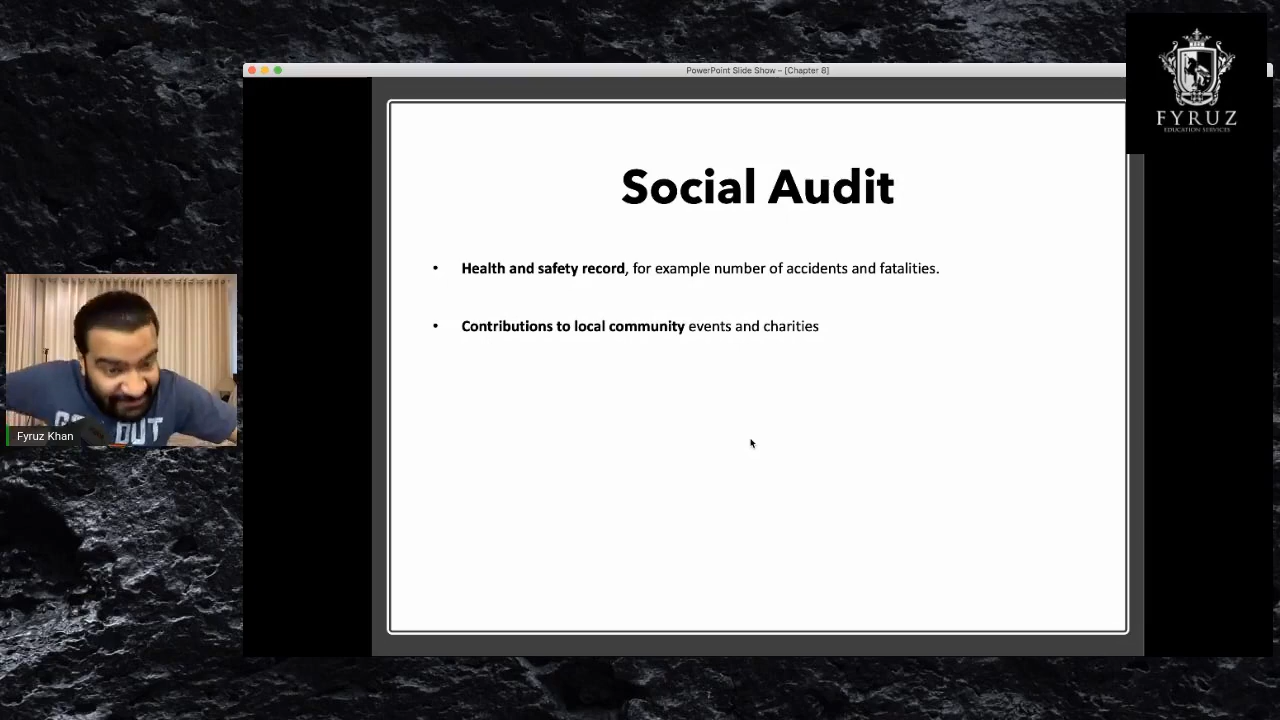 PowerPoint Slide Show – [Chapter 8]
FYRUZ
EDUCATION SERVICES
Social Audit
• Health and safety record, for example number of accidents and fatalities.
• Contributions to local community events and charities
OUT
Fyruz Khan